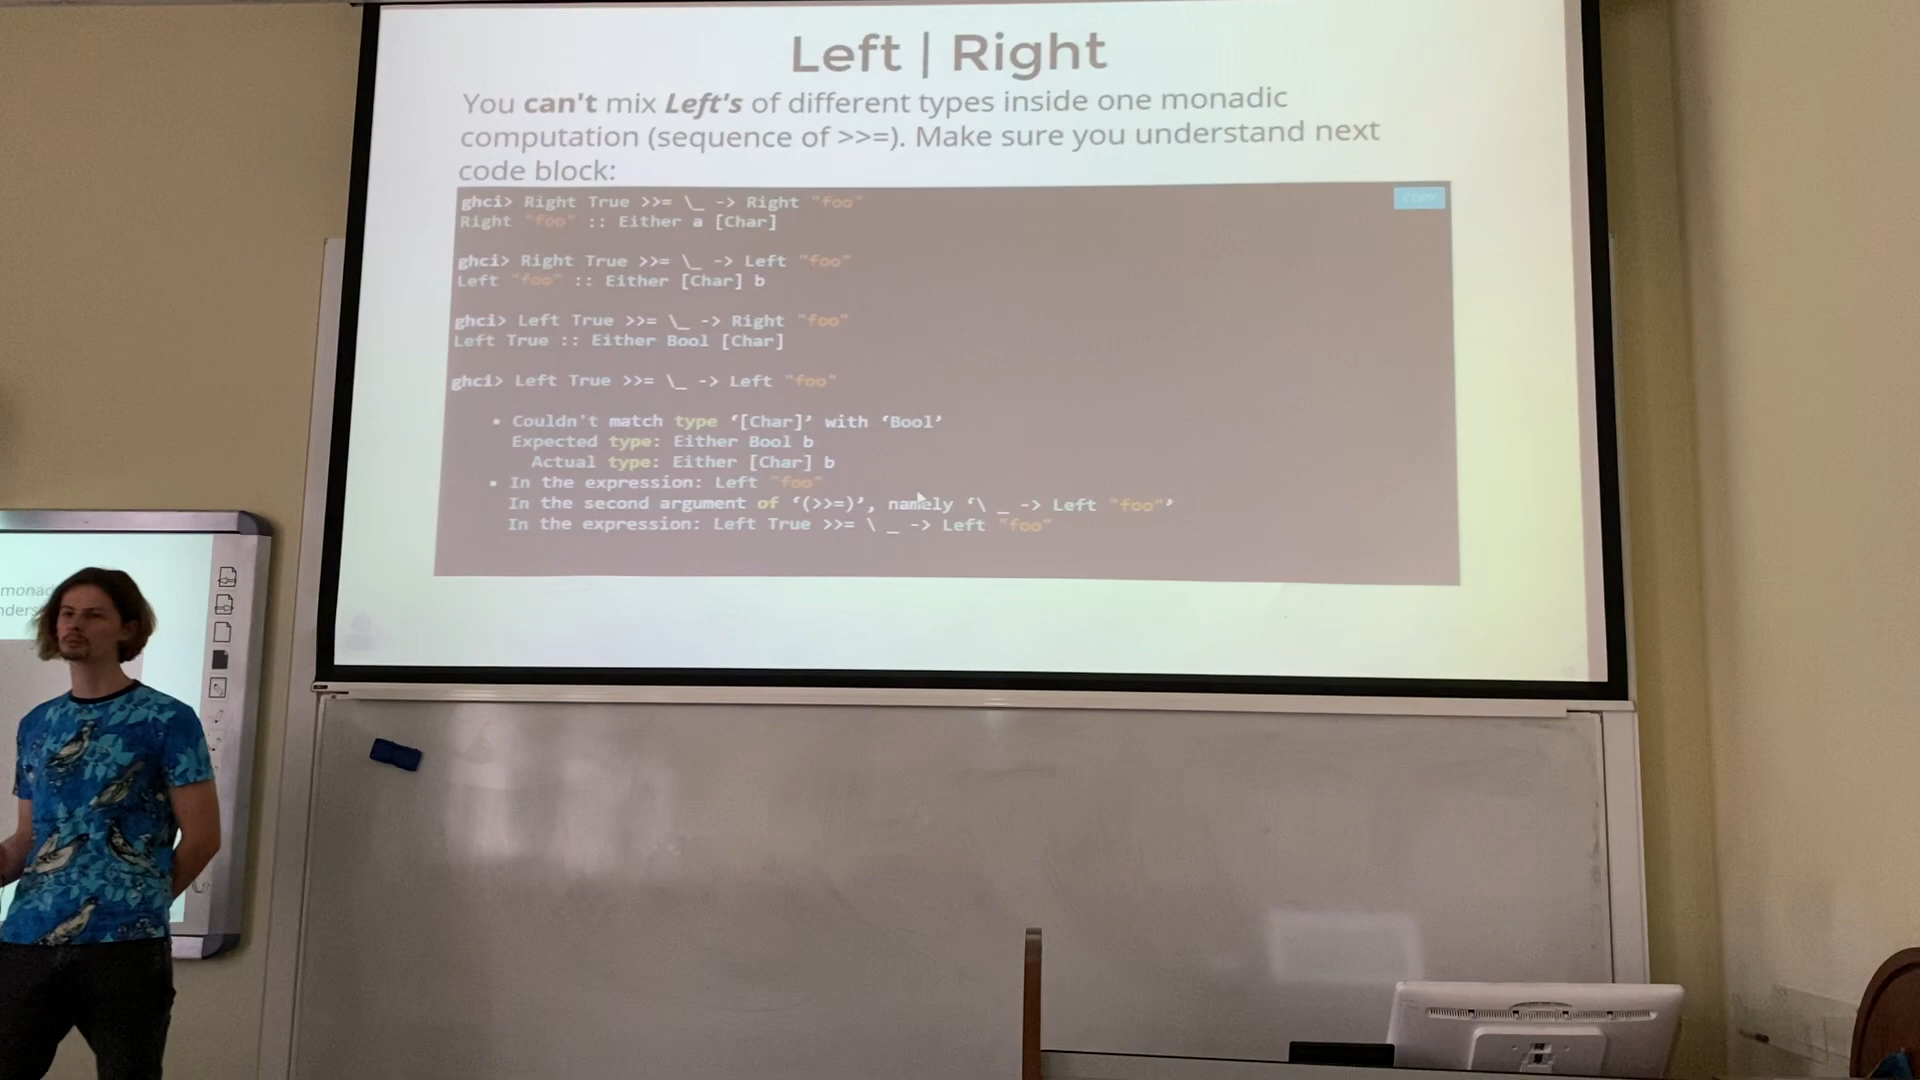 Left | Right
You can't mix Left's of different types inside one monadic
computation (sequence of >>=). Make sure you understand next
code block:
COPY
ghci> Right True >>= \_ -> Right "foo"
Right "foo" :: Either a [Char]
ghci> Right True >>= \_ -> Left "foo"
Left "foo" :: Either [Char] b
ghci> Left True >>= \_ -> Right "foo"
Left True :: Either Bool [Char]
ghci> Left True >>= \_ -> Left "foo"
• Couldn't match type ‘[Char]’ with ‘Bool’
Expected type: Either Bool b
Actual type: Either [Char] b
• In the expression: Left "foo"
In the second argument of ‘(>>=)’, namely ‘\ _ -> Left "foo"’
In the expression: Left True >>= \ _ -> Left "foo"